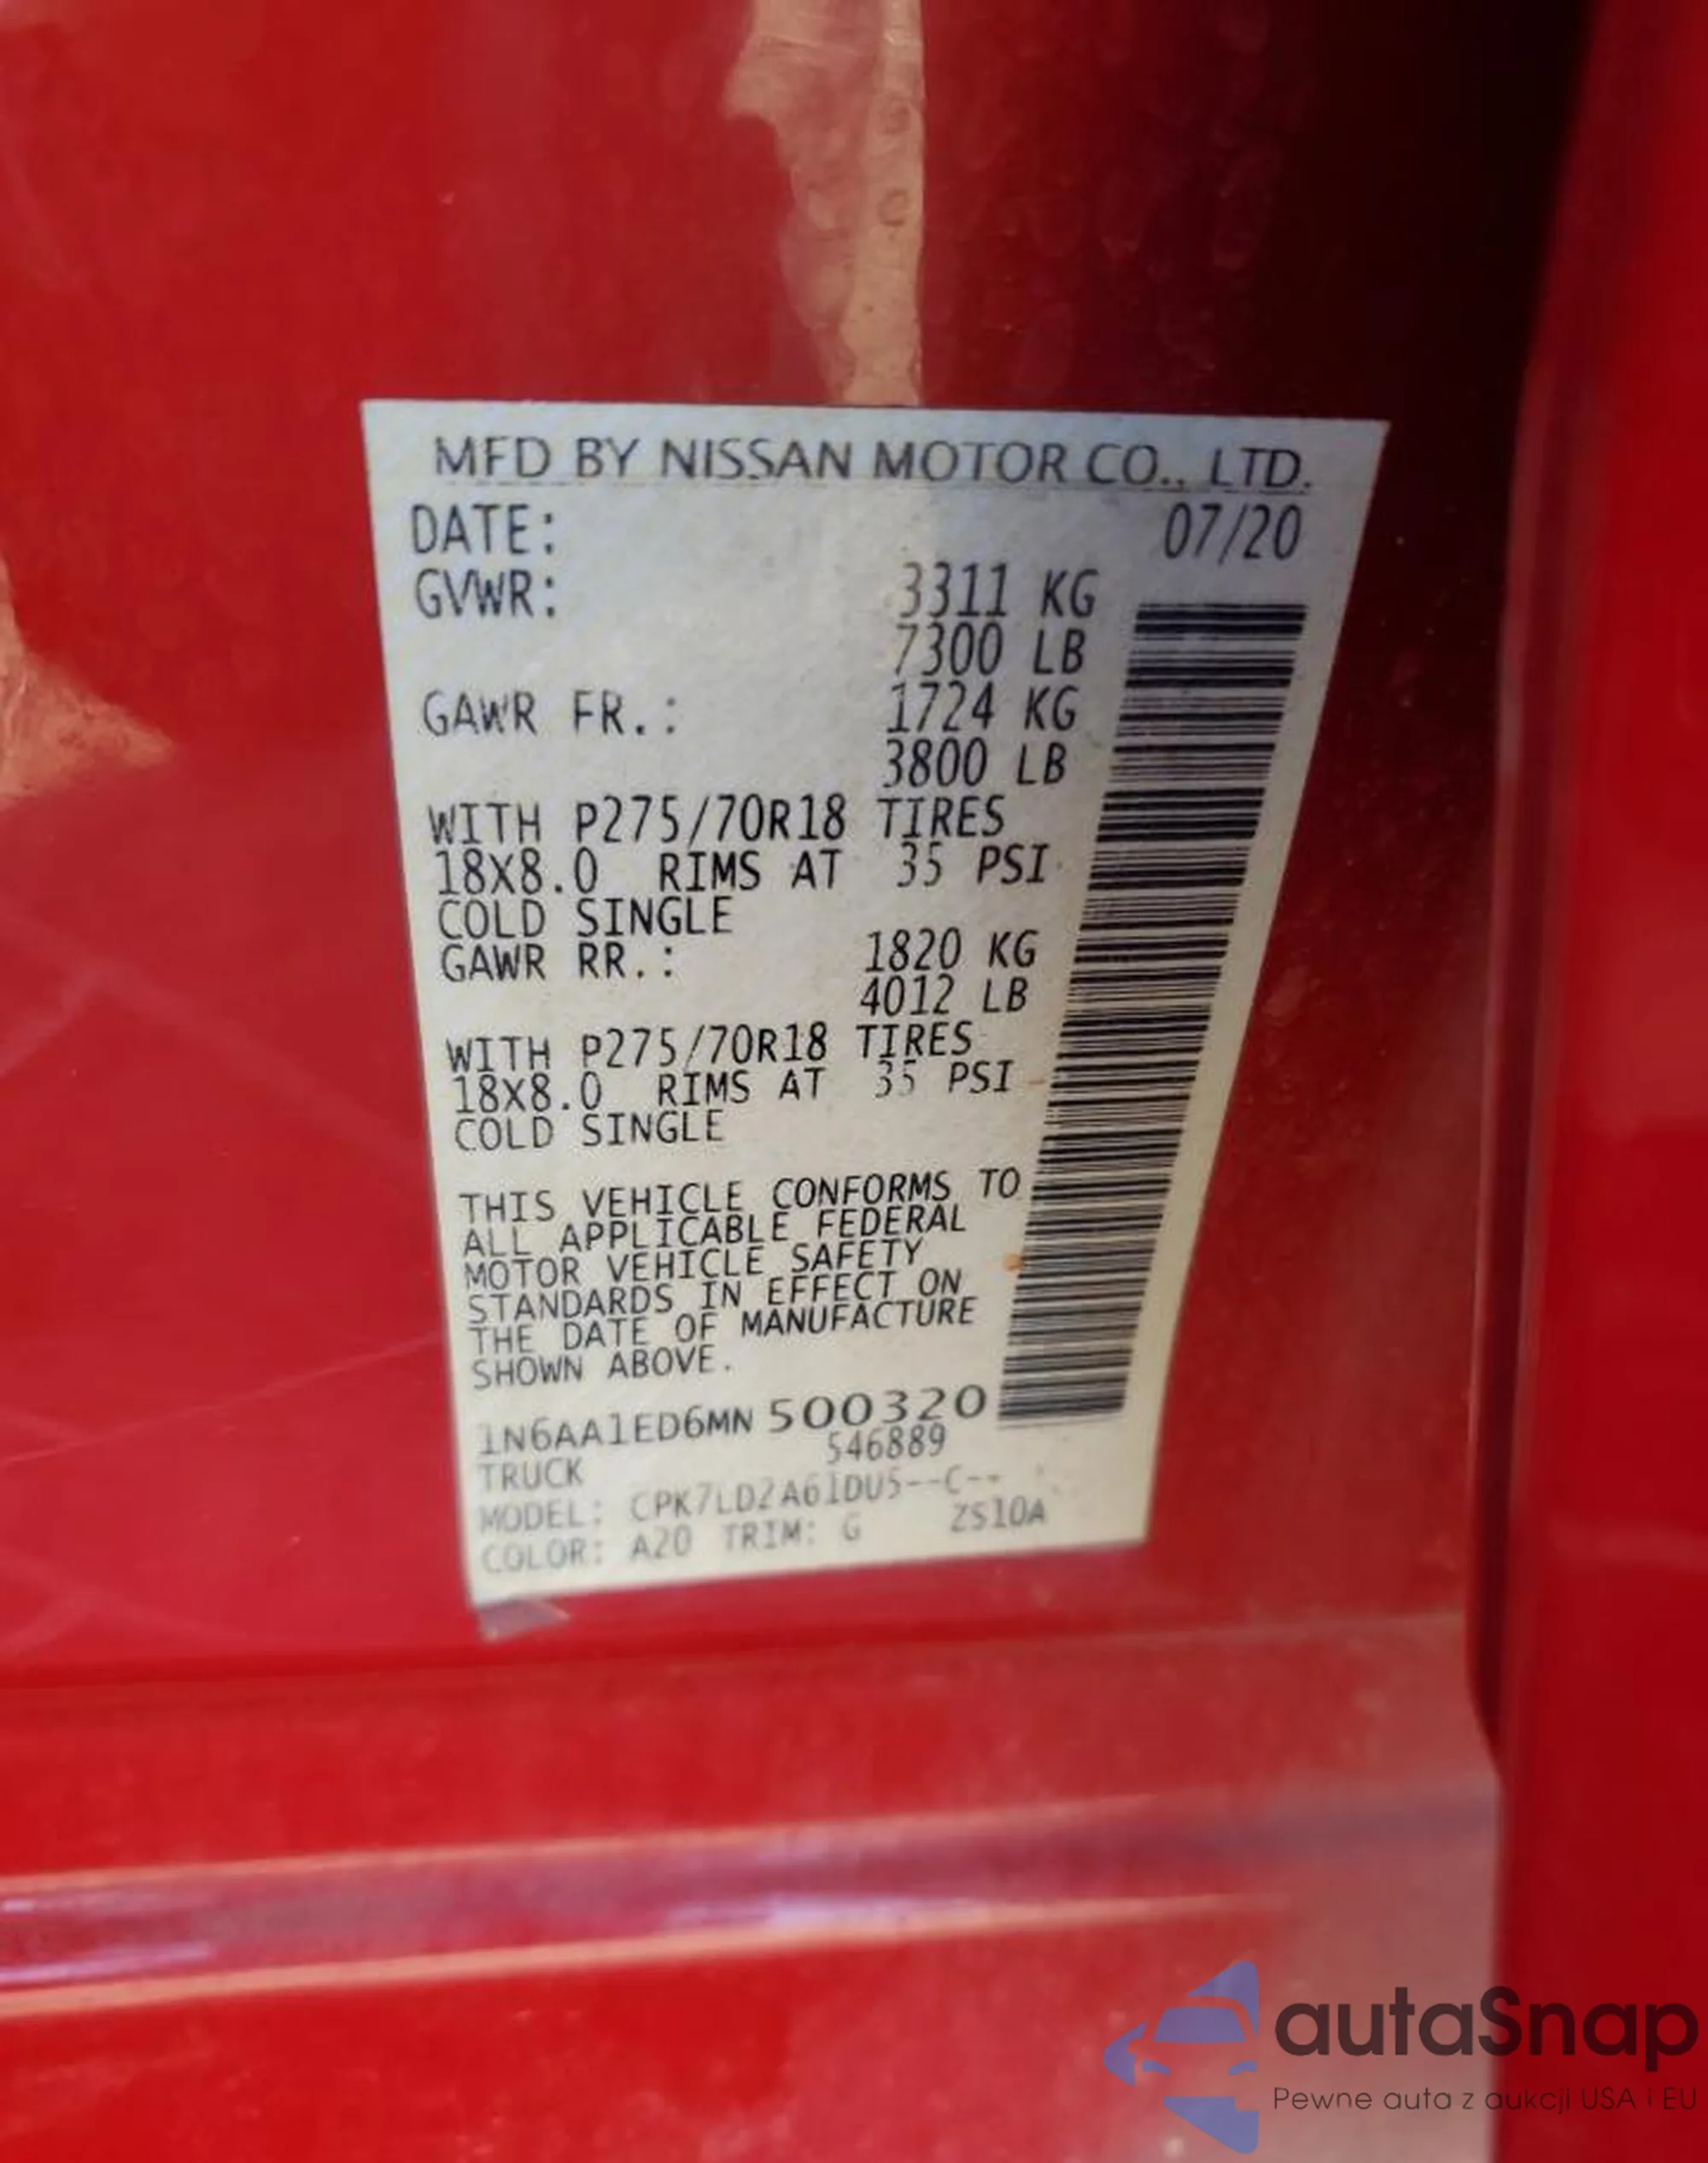 MFD BY NISSAN MOTOR CO., LTD.
DATE: 07/20
GVWR: 3311 KG
7300 LB
GAWR FR.: 1724 KG
3800 LB
WITH P275/70R18 TIRES
18X8.0 RIMS AT 35 PSI
COLD SINGLE
GAWR RR.: 1820 KG
4012 LB
WITH P275/70R18 TIRES
18X8.0 RIMS AT 35 PSI
COLD SINGLE
THIS VEHICLE CONFORMS TO
ALL APPLICABLE FEDERAL
MOTOR VEHICLE SAFETY
STANDARDS IN EFFECT ON
THE DATE OF MANUFACTURE
SHOWN ABOVE.
1N6AA1ED6MN 500320
546889
TRUCK
MODEL: CPK7LD2A61DU5--C--
COLOR: A20 TRIM: G ZS10A
autaSnap
Pewne auta z aukcji USA i EU